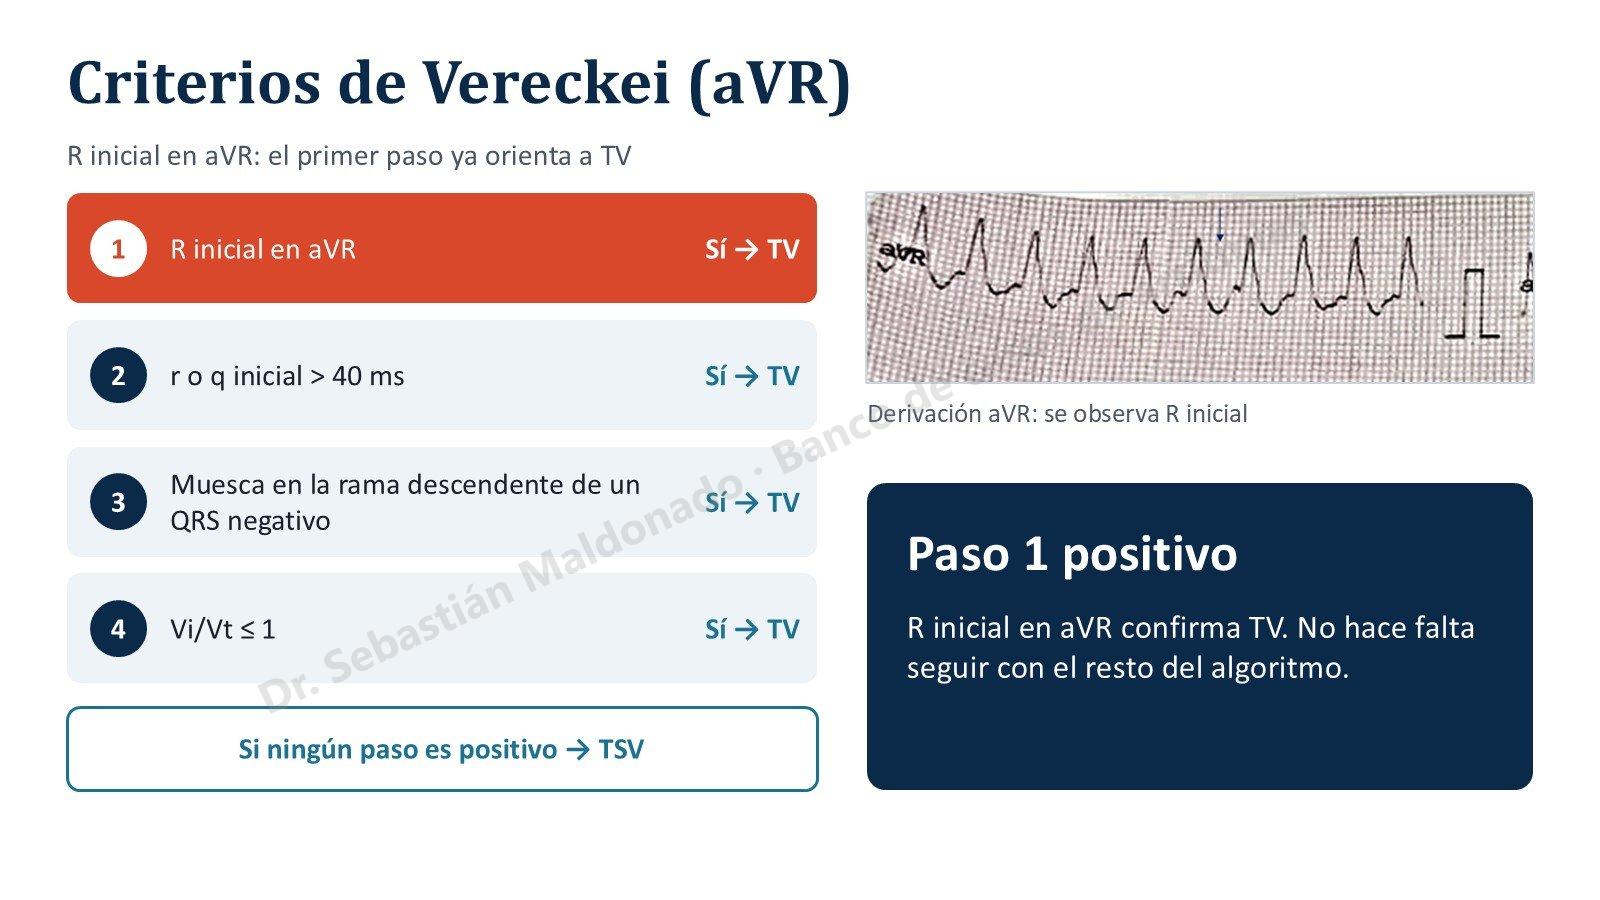 Criterios de Vereckei (aVR)
R inicial en aVR: el primer paso ya orienta a TV
1 R inicial en aVR Sí → TV
2 r o q inicial > 40 ms Sí → TV
3 Muesca en la rama descendente de un
QRS negativo Sí → TV
4 Vi/Vt ≤ 1 Sí → TV
Si ningún paso es positivo → TSV
aVR
a
Derivación aVR: se observa R inicial
Paso 1 positivo
R inicial en aVR confirma TV. No hace falta
seguir con el resto del algoritmo.
Dr. Sebastián Maldonado · Banco de